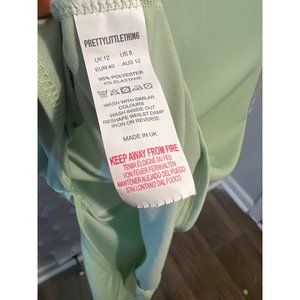 PRETTYLITTLETHING
UK 12 US 8
EUR 40 AUS 12
95% POLYESTER
5% ELASTANE
WASH WITH SIMILAR
COLOURS
WASH INSIDE OUT
RESHAPE WHILST DAMP
IRON ON REVERSE
MADE IN UK
KEEP AWAY FROM FIRE
TENIR ÉLOIGNÉ DU FEU
VON FEUER FERNHALTEN
MANTENER ALEJADO DEL FUEGO
STAI LONTANO DAL FUOCO